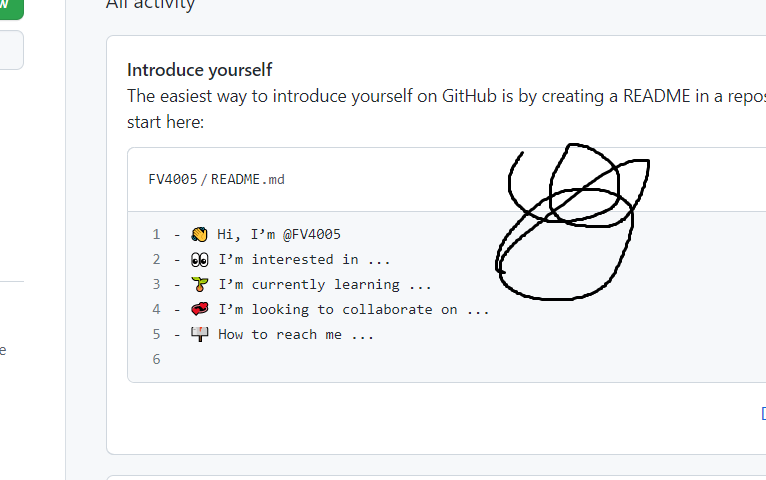 All activity
Introduce yourself
The easiest way to introduce yourself on GitHub is by creating a README in a
start here:
FV4005 / README.md
1 - 👋 Hi, I’m @FV4005
2 - 👀 I’m interested in ...
3 - 🌱 I’m currently learning ...
4 - 💞️ I’m looking to collaborate on ...
5 - 📫 How to reach me ...
6